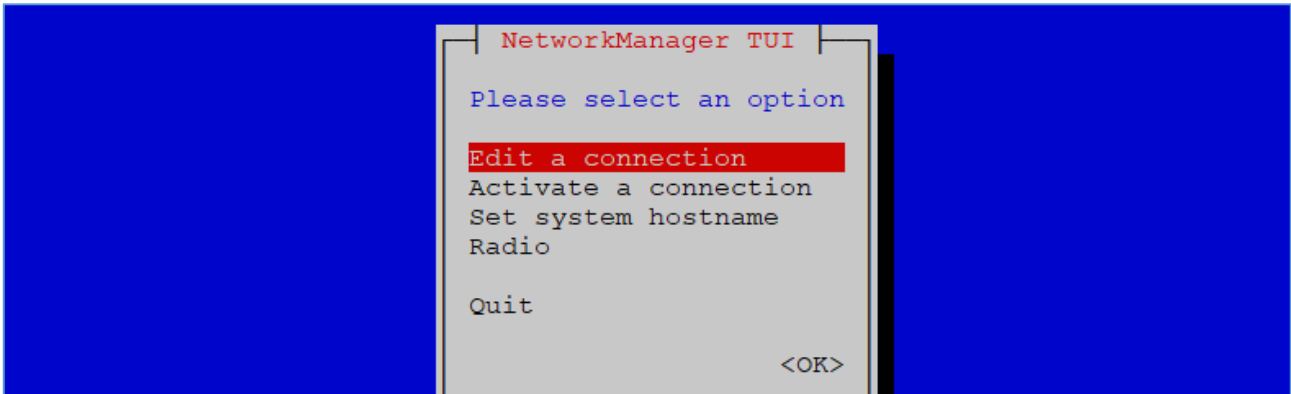 NetworkManager TUI
Please select an option
Edit a connection
Activate a connection
Set system hostname
Radio
Quit
<OK>